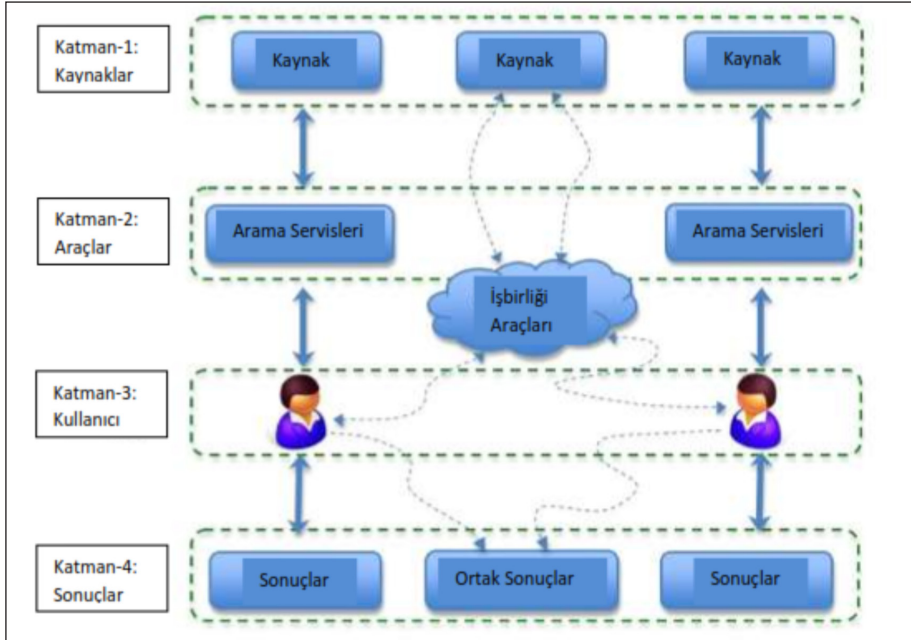 Katman-1:
Kaynaklar
Kaynak
Kaynak
Kaynak
Katman-2:
Araçlar
Arama Servisleri
Arama Servisleri
İşbirliği
Araçları
Katman-3:
Kullanıcı
Katman-4:
Sonuçlar
Sonuçlar
Ortak Sonuçlar
Sonuçlar